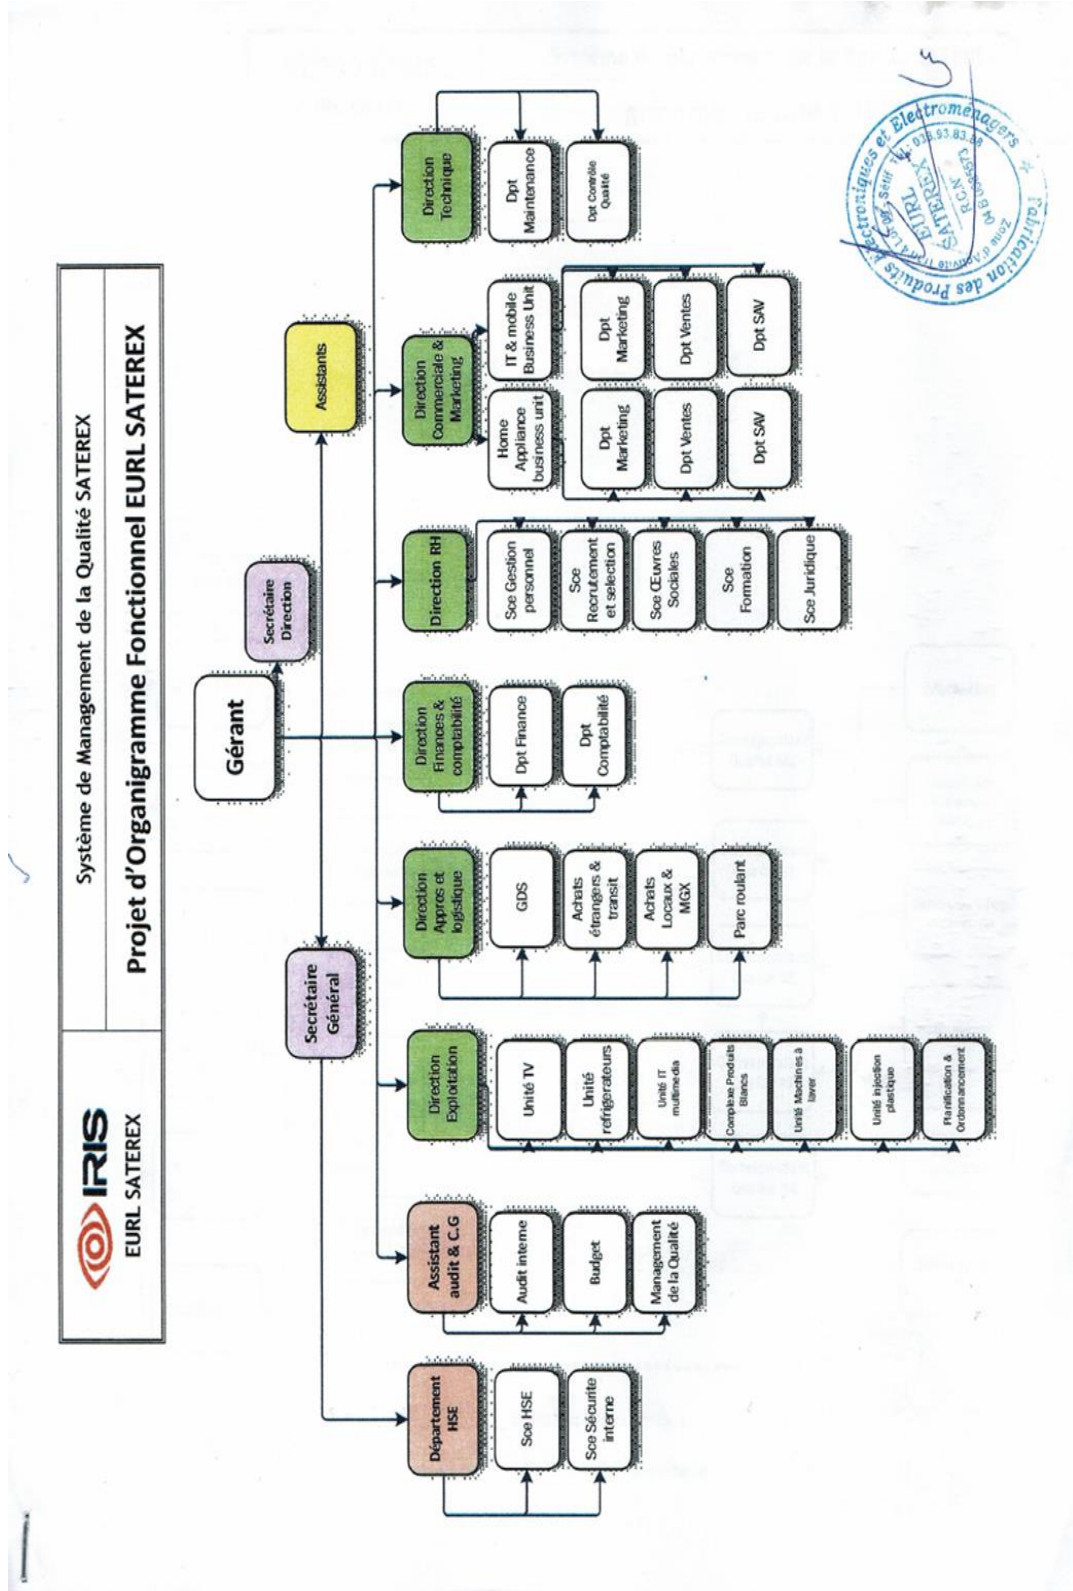 IRIS
EURL SATEREX
Système de Management de la Qualité SATEREX
Projet d'Organigramme Fonctionnel EURL SATEREX
Gérant
Secrétaire
Direction
Secrétaire
Général
Assistants
Département
HSE
Sce HSE
Sce Sécurite
interne
Assistant
audit & C.G
Audit interne
Budget
Management
de la Qualité
Direction
Exploitation
Unité TV
Unité
refrigerateurs
Unité IT
multimedia
Complexe Produits
Blancs
Unité Machines à
laver
Unité injection
plastique
Planification &
Ordonnancement
Direction
Appres et
logistique
GDS
Achats
étrangers &
transit
Achats
Locaux &
MGX
Parc roulant
Direction
Finances &
comptabilité
Dpt Finance
Dpt
Comptabilité
Direction RH
Sce Gestion
personnel
Sce
Recrutement
et selection
Sce Œuvres
Sociales
Sce
Formation
Sce Juridique
Direction
Commerciale &
Marketing
Home
Appliance
business unit
Dpt
Marketing
Dpt Ventes
Dpt SAV
IT & mobile
Business Unit
Dpt
Marketing
Dpt Ventes
Dpt SAV
Direction
Technique
Dpt
Maintenance
Dpt Contrôle
Qualité
Fabrication des Produits Electroniques et Electroménagers
Zone d'Activité
Sétif
EURL
SATEREX
R.C.N°